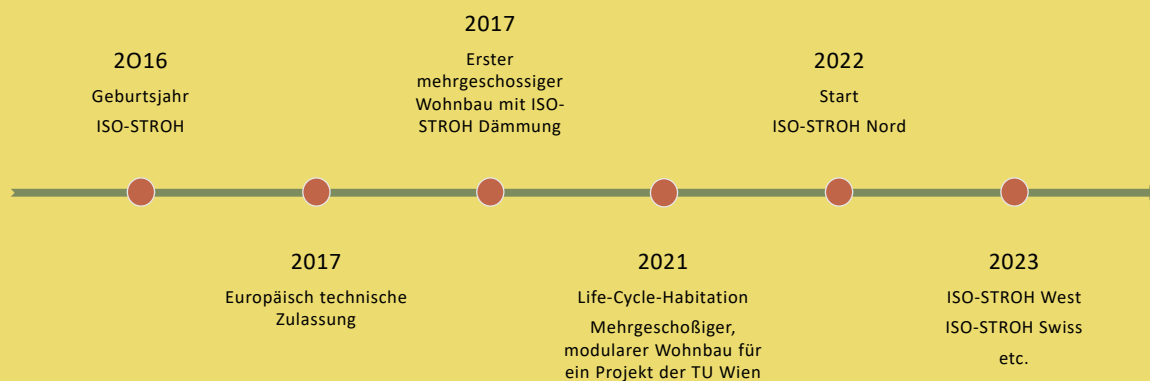 2O16
Geburtsjahr
ISO-STROH
2017
Europäisch technische
Zulassung
2017
Erster
mehrgeschossiger
Wohnbau mit ISO-
STROH Dämmung
2021
Life-Cycle-Habitation
Mehrgeschoßiger,
modularer Wohnbau für
ein Projekt der TU Wien
2022
Start
ISO-STROH Nord
2023
ISO-STROH West
ISO-STROH Swiss
etc.